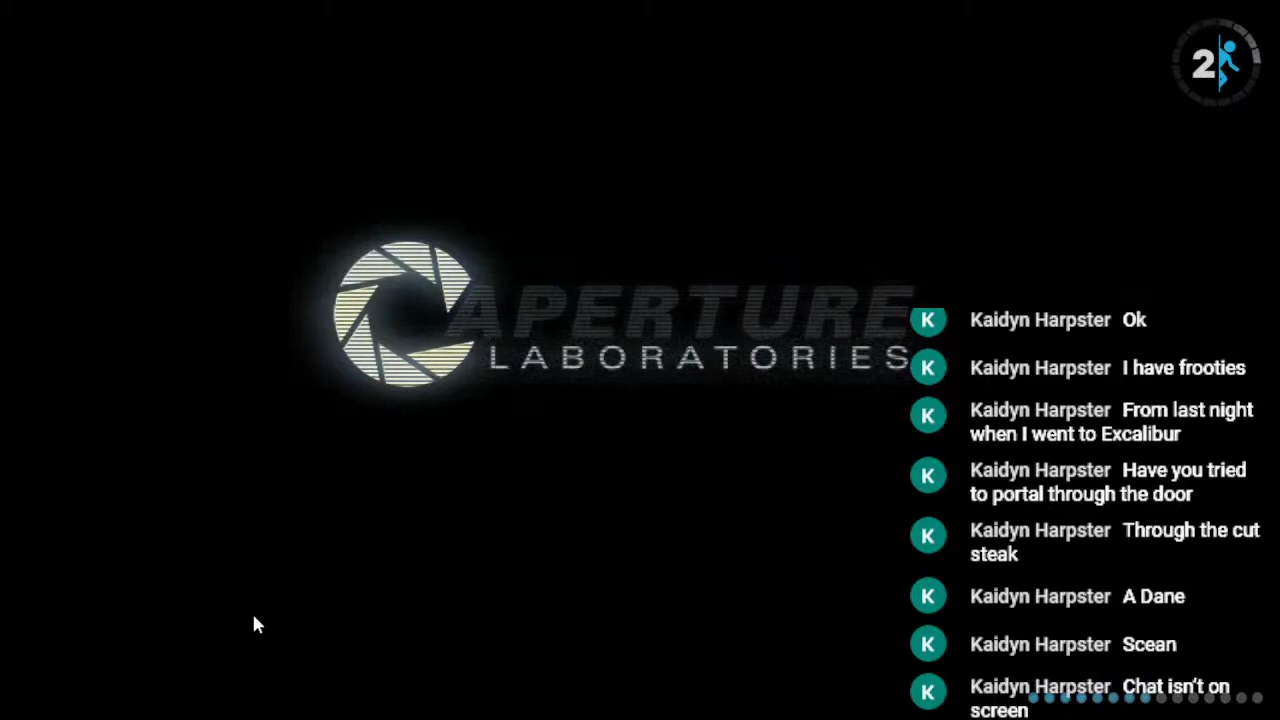 2
APERTURE
LABORATORIES
K Kaidyn Harpster Ok
K Kaidyn Harpster I have frooties
K Kaidyn Harpster From last night
when I went to Excalibur
K Kaidyn Harpster Have you tried
to portal through the door
K Kaidyn Harpster Through the cut
steak
K Kaidyn Harpster A Dane
K Kaidyn Harpster Scean
K Kaidyn Harpster Chat isn't on
screen